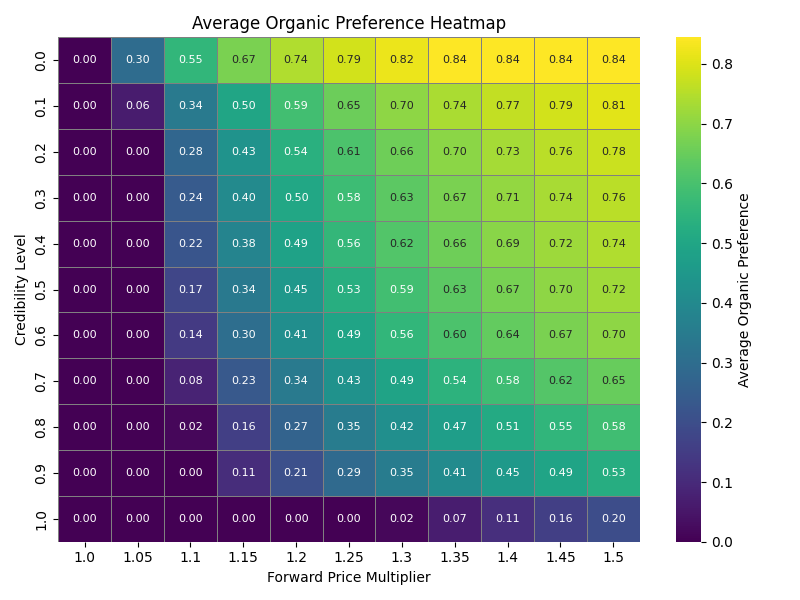 Average Organic Preference Heatmap
0.0 0.00 0.30 0.55 0.67 0.74 0.79 0.82 0.84 0.84 0.84 0.84
0.1 0.00 0.06 0.34 0.50 0.59 0.65 0.70 0.74 0.77 0.79 0.81
0.2 0.00 0.00 0.28 0.43 0.54 0.61 0.66 0.70 0.73 0.76 0.78
0.3 0.00 0.00 0.24 0.40 0.50 0.58 0.63 0.67 0.71 0.74 0.76
0.4 0.00 0.00 0.22 0.38 0.49 0.56 0.62 0.66 0.69 0.72 0.74
0.5 0.00 0.00 0.17 0.34 0.45 0.53 0.59 0.63 0.67 0.70 0.72
0.6 0.00 0.00 0.14 0.30 0.41 0.49 0.56 0.60 0.64 0.67 0.70
0.7 0.00 0.00 0.08 0.23 0.34 0.43 0.49 0.54 0.58 0.62 0.65
0.8 0.00 0.00 0.02 0.16 0.27 0.35 0.42 0.47 0.51 0.55 0.58
0.9 0.00 0.00 0.00 0.11 0.21 0.29 0.35 0.41 0.45 0.49 0.53
1.0 0.00 0.00 0.00 0.00 0.00 0.00 0.02 0.07 0.11 0.16 0.20
1.0 1.05 1.1 1.15 1.2 1.25 1.3 1.35 1.4 1.45 1.5
Forward Price Multiplier
Credibility Level
0.8
0.7
0.6
0.5
0.4
0.3
0.2
0.1
0.0
Average Organic Preference